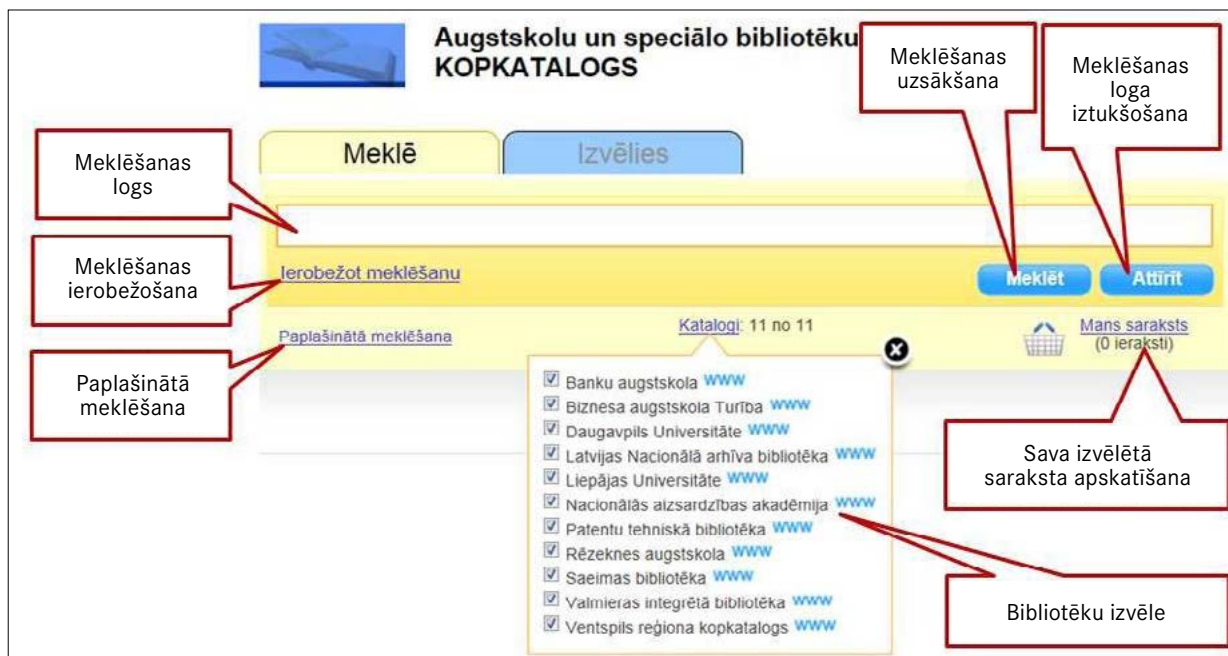 Augstskolu un speciālo bibliotēku
KOPKATALOGS
Meklēšanas
uzsākšana
Meklēšanas
loga
iztukšošana
Meklē
Izvēlies
Meklēšanas
logs
Meklēšanas
ierobežošana
Ierobežot meklēšanu
Meklēt
Attīrīt
Paplašinātā
meklēšana
Paplašinātā meklēšana
Katalogi: 11 no 11
Mans saraksts
(0 ieraksti)
Banku augstskola www
Biznesa augstskola Turība www
Daugavpils Universitāte www
Latvijas Nacionālā arhīva bibliotēka www
Liepājas Universitāte www
Nacionālās aizsardzības akadēmija www
Patentu tehniskā bibliotēka www
Rēzeknes augstskola www
Saeimas bibliotēka www
Valmieras integrētā bibliotēka www
Ventspils reģiona kopkatalogs www
Sava izvēlētā
saraksta apskatīšana
Bibliotēku izvēle